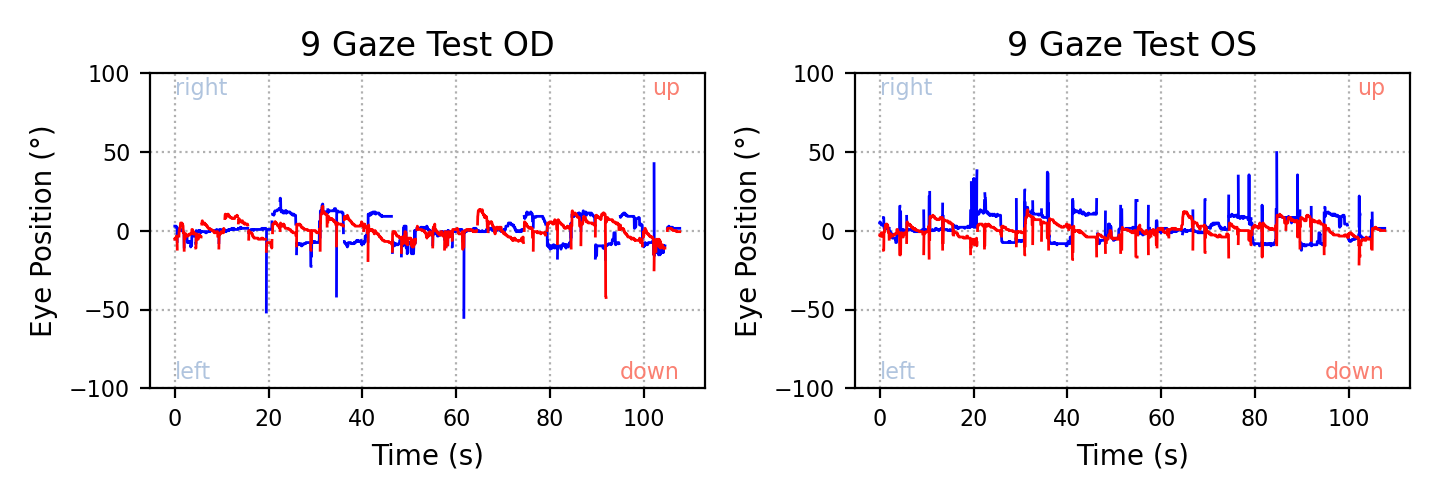 9 Gaze Test OD
100
50
0
−50
−100
Eye Position (°)
right
up
left
down
0 20 40 60 80 100
Time (s)
9 Gaze Test OS
100
50
0
−50
−100
Eye Position (°)
right
up
left
down
0 20 40 60 80 100
Time (s)